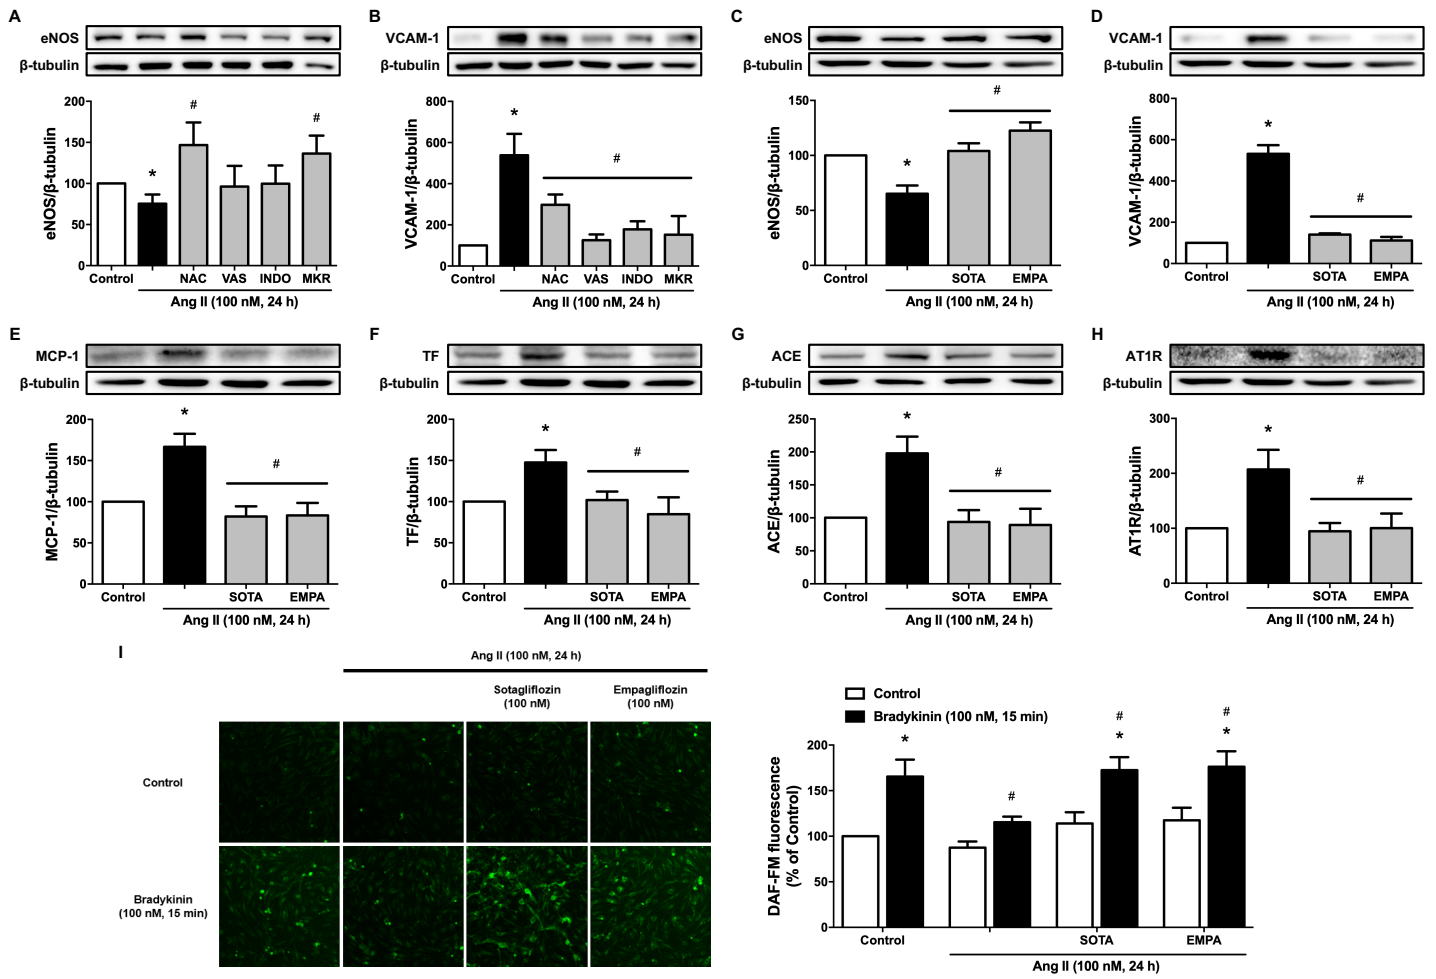 A
eNOS
β-tubulin
eNOS/β-tubulin
200
150
100
50
0
*
#
#
Control
NAC
VAS
INDO
MKR
Ang II (100 nM, 24 h)
B
VCAM-1
β-tubulin
VCAM-1/β-tubulin
800
600
400
200
0
*
#
Control
NAC
VAS
INDO
MKR
Ang II (100 nM, 24 h)
C
eNOS
β-tubulin
eNOS/β-tubulin
150
100
50
0
*
#
Control
SOTA
EMPA
Ang II (100 nM, 24 h)
D
VCAM-1
β-tubulin
VCAM-1/β-tubulin
800
600
400
200
0
*
#
Control
SOTA
EMPA
Ang II (100 nM, 24 h)
E
MCP-1
β-tubulin
MCP-1/β-tubulin
200
150
100
50
0
*
#
Control
SOTA
EMPA
Ang II (100 nM, 24 h)
F
TF
β-tubulin
TF/β-tubulin
200
150
100
50
0
*
#
Control
SOTA
EMPA
Ang II (100 nM, 24 h)
G
ACE
β-tubulin
ACE/β-tubulin
250
200
150
100
50
0
*
#
Control
SOTA
EMPA
Ang II (100 nM, 24 h)
H
AT1R
β-tubulin
AT1R/β-tubulin
300
200
100
0
*
#
Control
SOTA
EMPA
Ang II (100 nM, 24 h)
I
Ang II (100 nM, 24 h)
Sotagliflozin
(100 nM)
Empagliflozin
(100 nM)
Control
Bradykinin
(100 nM, 15 min)
Control
Bradykinin (100 nM, 15 min)
DAF-FM fluorescence
(% of Control)
200
150
100
50
0
*
#
#
*
#
*
Control
SOTA
EMPA
Ang II (100 nM, 24 h)